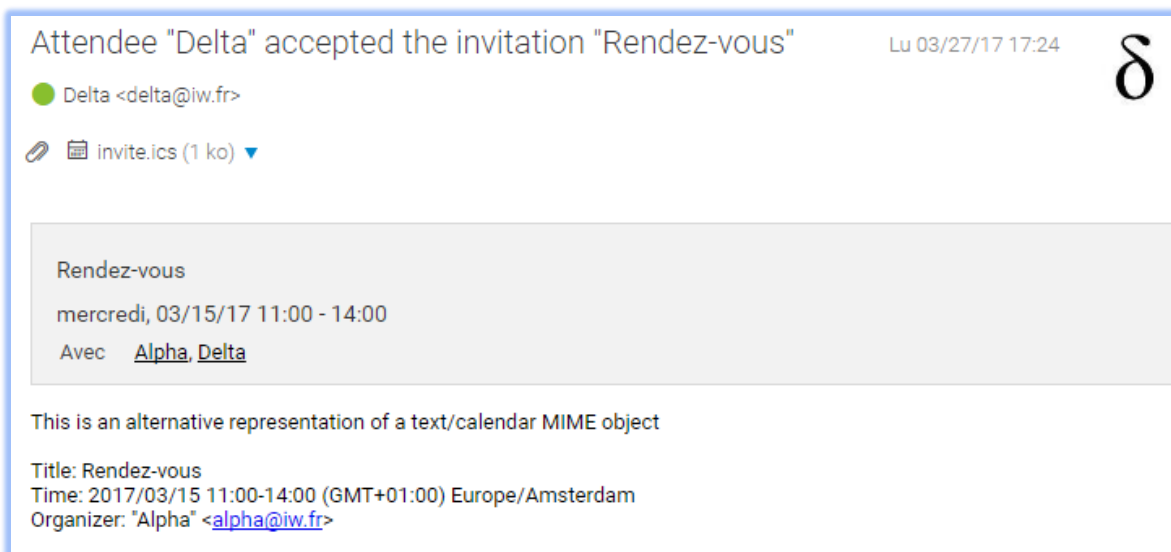 Attendee "Delta" accepted the invitation "Rendez-vous" Lu 03/27/17 17:24
δ
Delta <delta@iw.fr>
invite.ics (1 ko)
Rendez-vous
mercredi, 03/15/17 11:00 - 14:00
Avec Alpha, Delta
This is an alternative representation of a text/calendar MIME object
Title: Rendez-vous
Time: 2017/03/15 11:00-14:00 (GMT+01:00) Europe/Amsterdam
Organizer: "Alpha" <alpha@iw.fr>